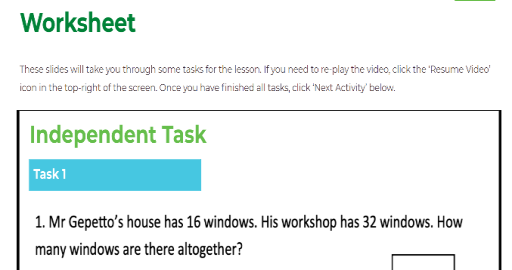 Worksheet
These slides will take you through some tasks for the lesson. If you need to re-play the video, click the 'Resume Video'
icon in the top-right of the screen. Once you have finished all tasks, click 'Next Activity' below.
Independent Task
Task 1
1. Mr Gepetto's house has 16 windows. His workshop has 32 windows. How
many windows are there altogether?